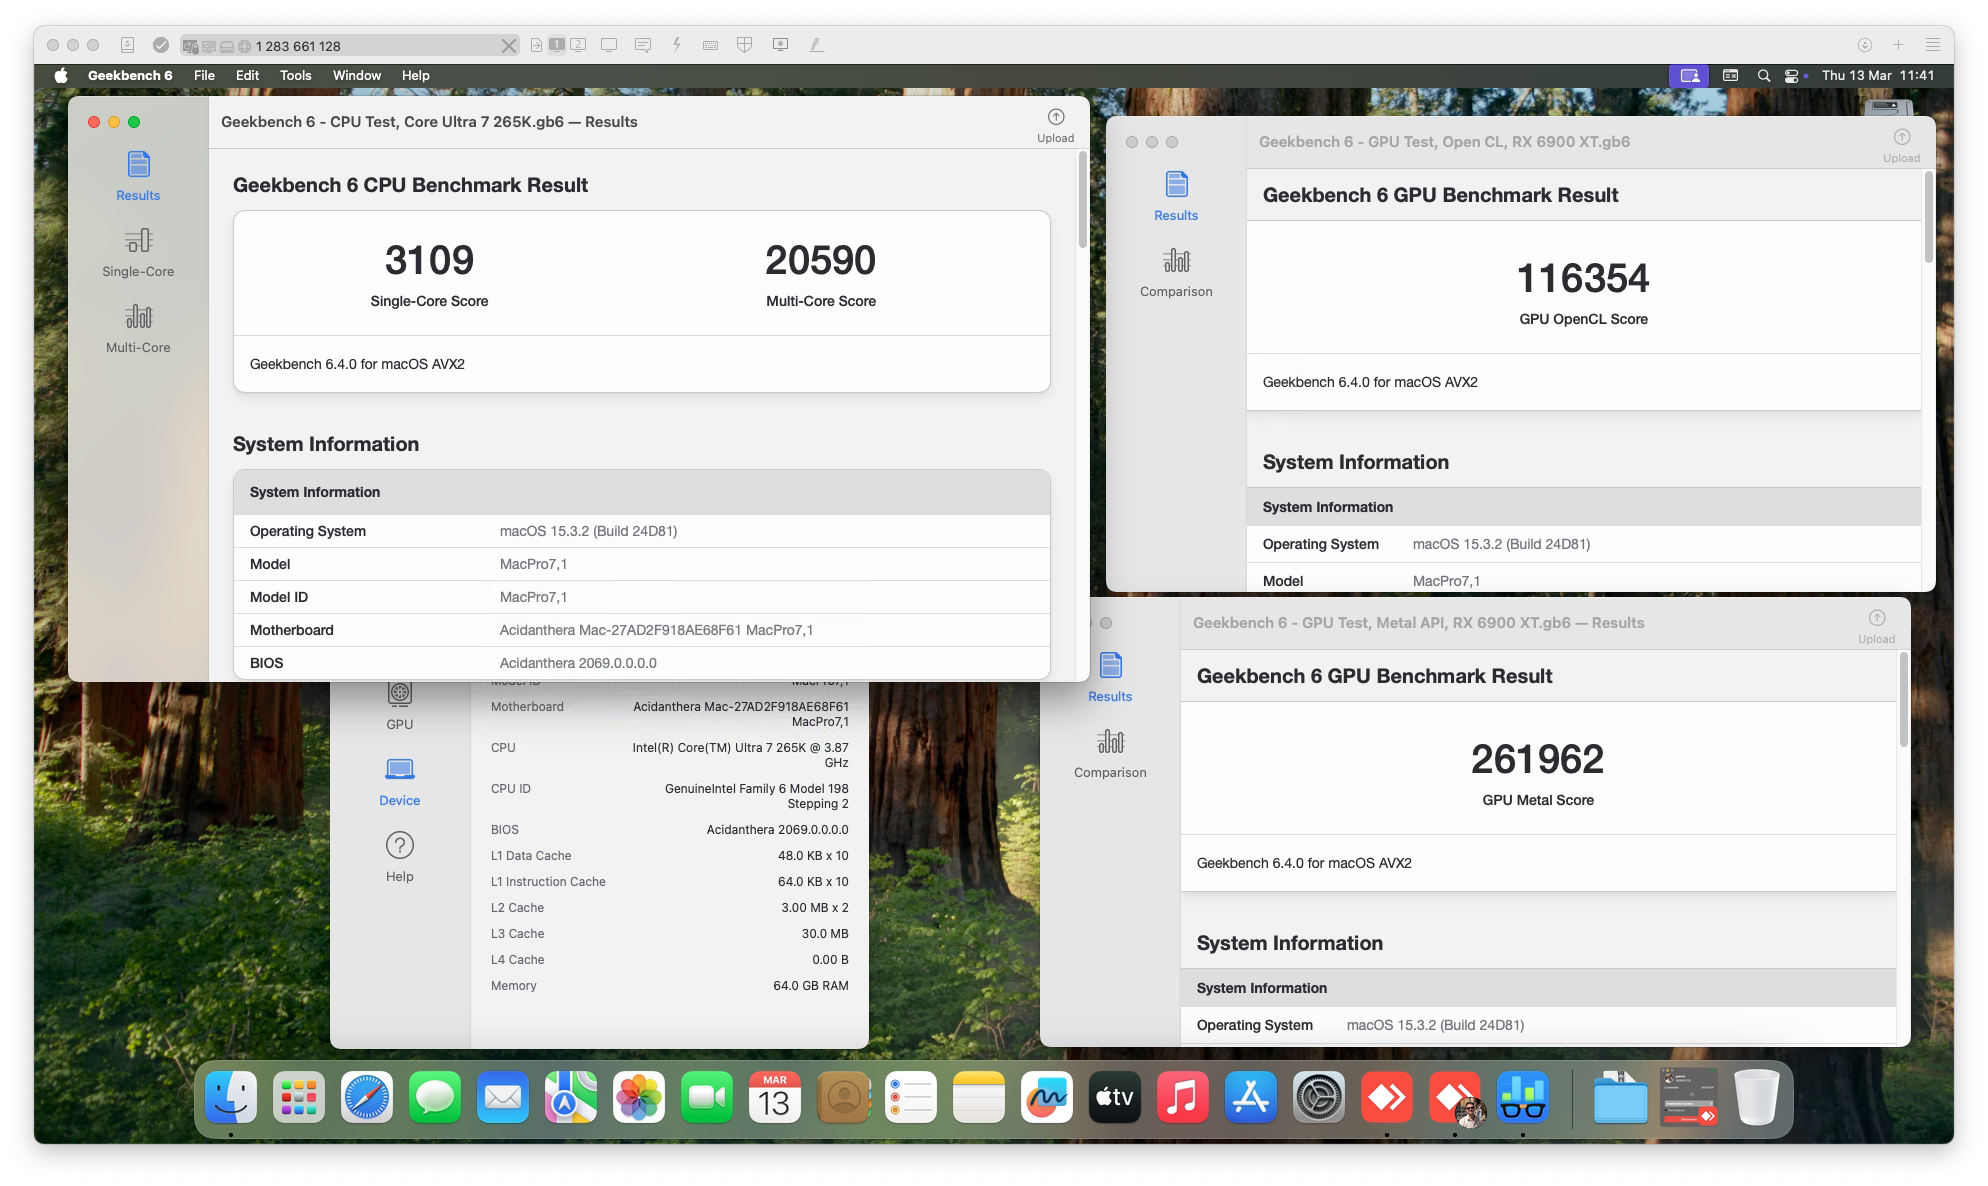 1 283 661 128
1
2
Geekbench 6 File Edit Tools Window Help
Thu 13 Mar 11:41
Geekbench 6 - CPU Test, Core Ultra 7 265K.gb6 — Results
Upload
Results
Single-Core
Multi-Core
Geekbench 6 CPU Benchmark Result
3109
Single-Core Score
20590
Multi-Core Score
Geekbench 6.4.0 for macOS AVX2
System Information
System Information
Operating System macOS 15.3.2 (Build 24D81)
Model MacPro7,1
Model ID MacPro7,1
Motherboard Acidanthera Mac-27AD2F918AE68F61 MacPro7,1
BIOS Acidanthera 2069.0.0.0.0
Geekbench 6 - GPU Test, Open CL, RX 6900 XT.gb6
Upload
Results
Comparison
Geekbench 6 GPU Benchmark Result
116354
GPU OpenCL Score
Geekbench 6.4.0 for macOS AVX2
System Information
System Information
Operating System macOS 15.3.2 (Build 24D81)
Model MacPro7,1
GPU
Device
Help
Model ID MacPro7,1
Motherboard Acidanthera Mac-27AD2F918AE68F61
MacPro7,1
CPU Intel(R) Core(TM) Ultra 7 265K @ 3.87
GHz
CPU ID GenuineIntel Family 6 Model 198
Stepping 2
BIOS Acidanthera 2069.0.0.0.0
L1 Data Cache 48.0 KB x 10
L1 Instruction Cache 64.0 KB x 10
L2 Cache 3.00 MB x 2
L3 Cache 30.0 MB
L4 Cache 0.00 B
Memory 64.0 GB RAM
Geekbench 6 - GPU Test, Metal API, RX 6900 XT.gb6 — Results
Upload
Results
Comparison
Geekbench 6 GPU Benchmark Result
261962
GPU Metal Score
Geekbench 6.4.0 for macOS AVX2
System Information
System Information
Operating System macOS 15.3.2 (Build 24D81)
MAR
13
tv